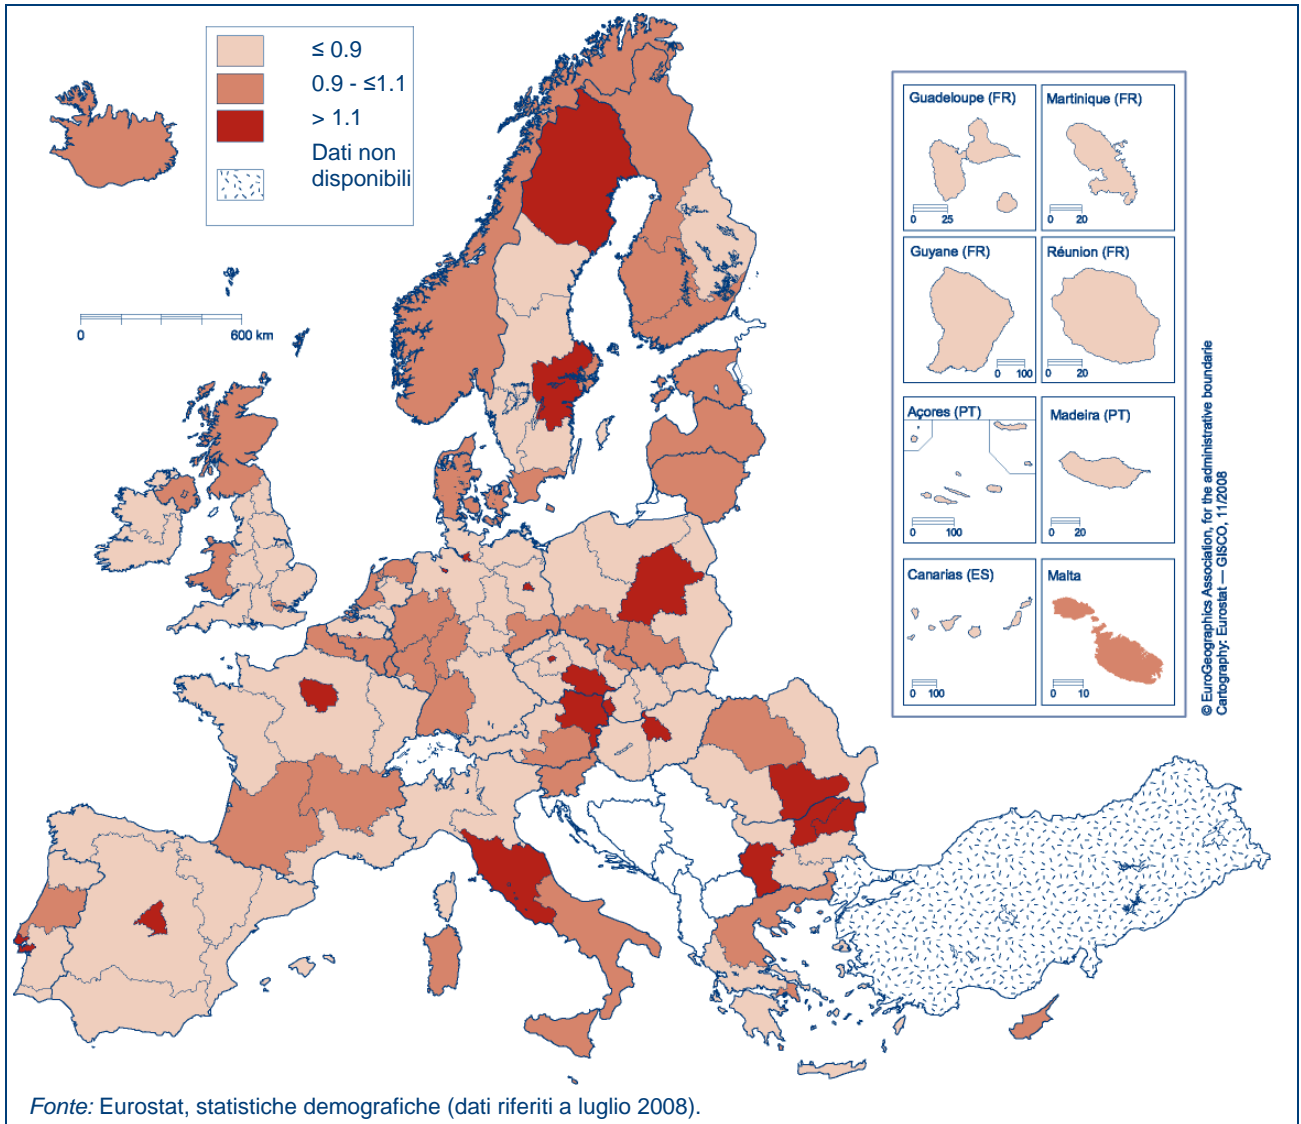 ≤ 0.9
0.9 - ≤1.1
> 1.1
Dati non
disponibili
0 600 km
Guadeloupe (FR)
0 25
Martinique (FR)
0 20
Guyane (FR)
0 100
Réunion (FR)
0 20
Açores (PT)
0 100
Madeira (PT)
0 20
Canarias (ES)
0 100
Malta
0 10
© EuroGeographics Association, for the administrative boundarie
Cartography: Eurostat — GISCO, 11/2008
Fonte: Eurostat, statistiche demografiche (dati riferiti a luglio 2008).